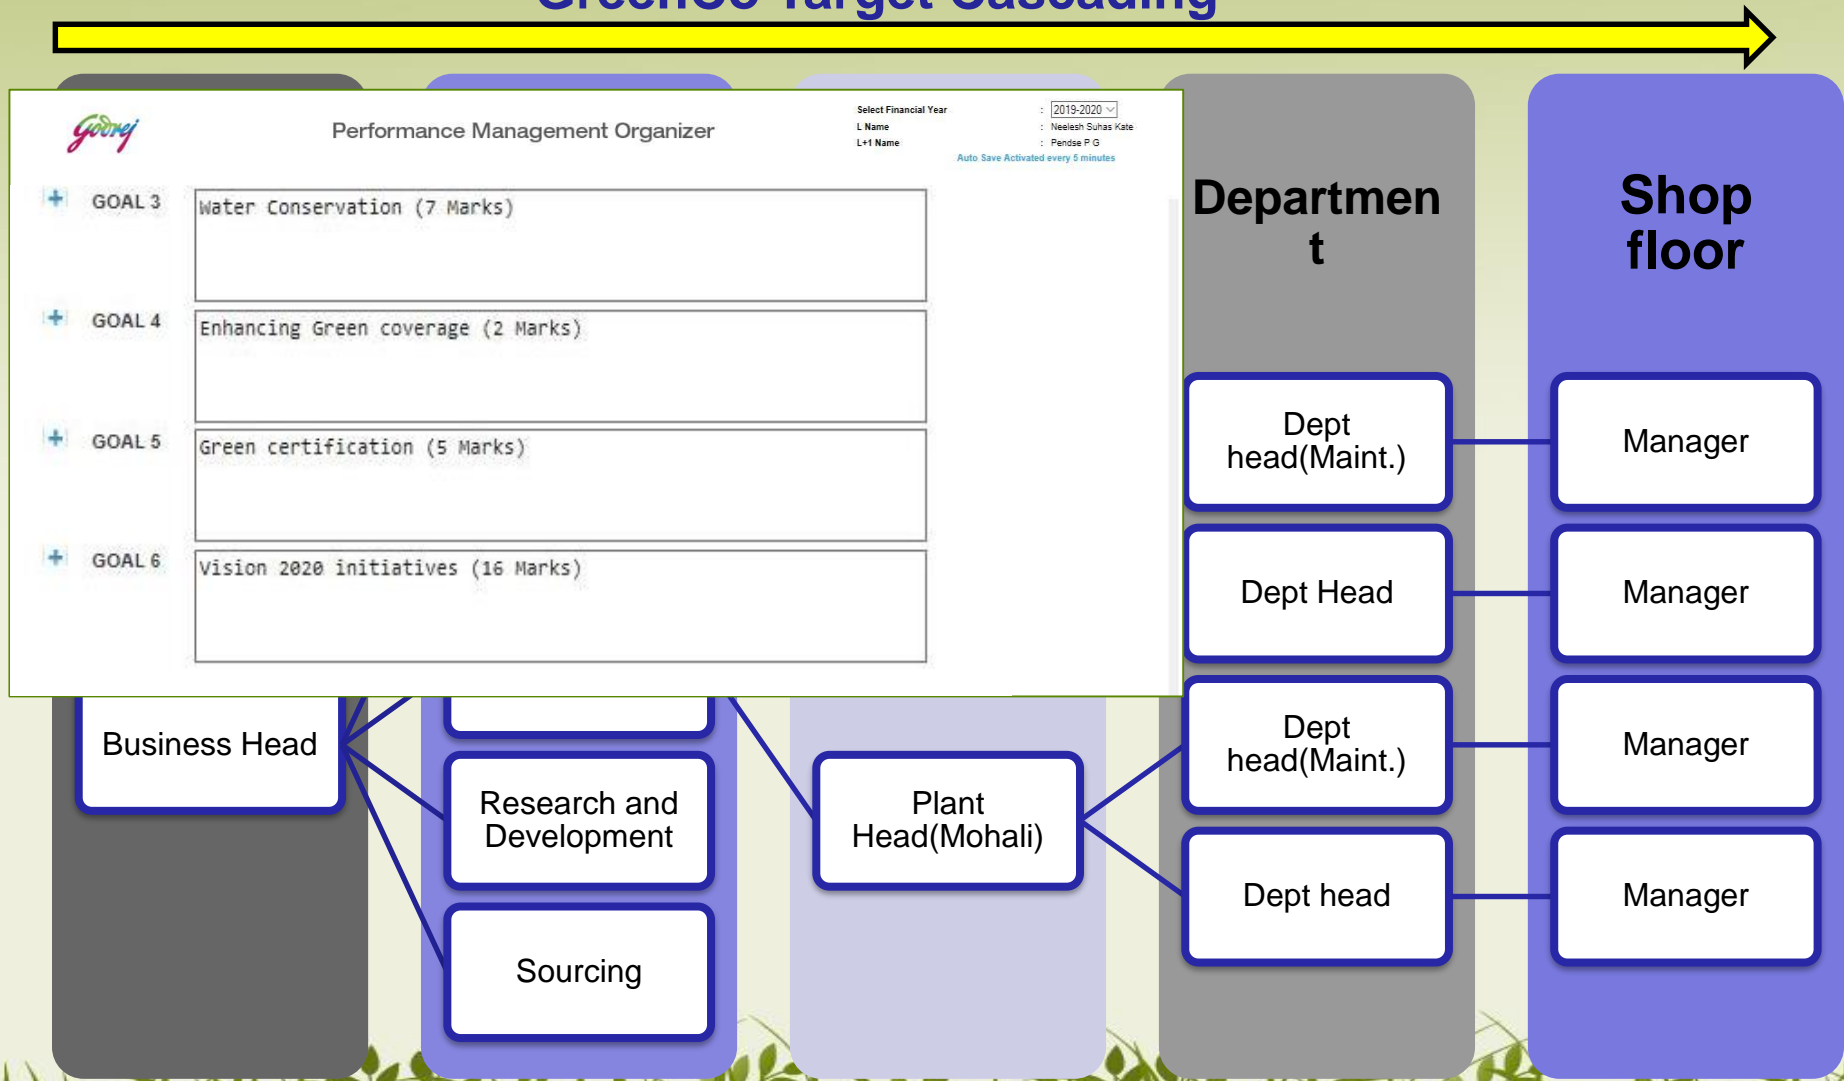 GreenCo Target Cascading
Godrej
Performance Management Organizer
Select Financial Year : 2019-2020
L Name : Neelesh Suhas Kate
L+1 Name : Pendse P G
Auto Save Activated every 5 minutes
GOAL 3
Water Conservation (7 Marks)
GOAL 4
Enhancing Green coverage (2 Marks)
GOAL 5
Green certification (5 Marks)
GOAL 6
Vision 2020 initiatives (16 Marks)
Departmen
t
Shop
floor
Dept
head(Maint.)
Manager
Dept Head
Manager
Business Head
Dept
head(Maint.)
Manager
Research and
Development
Plant
Head(Mohali)
Dept head
Manager
Sourcing